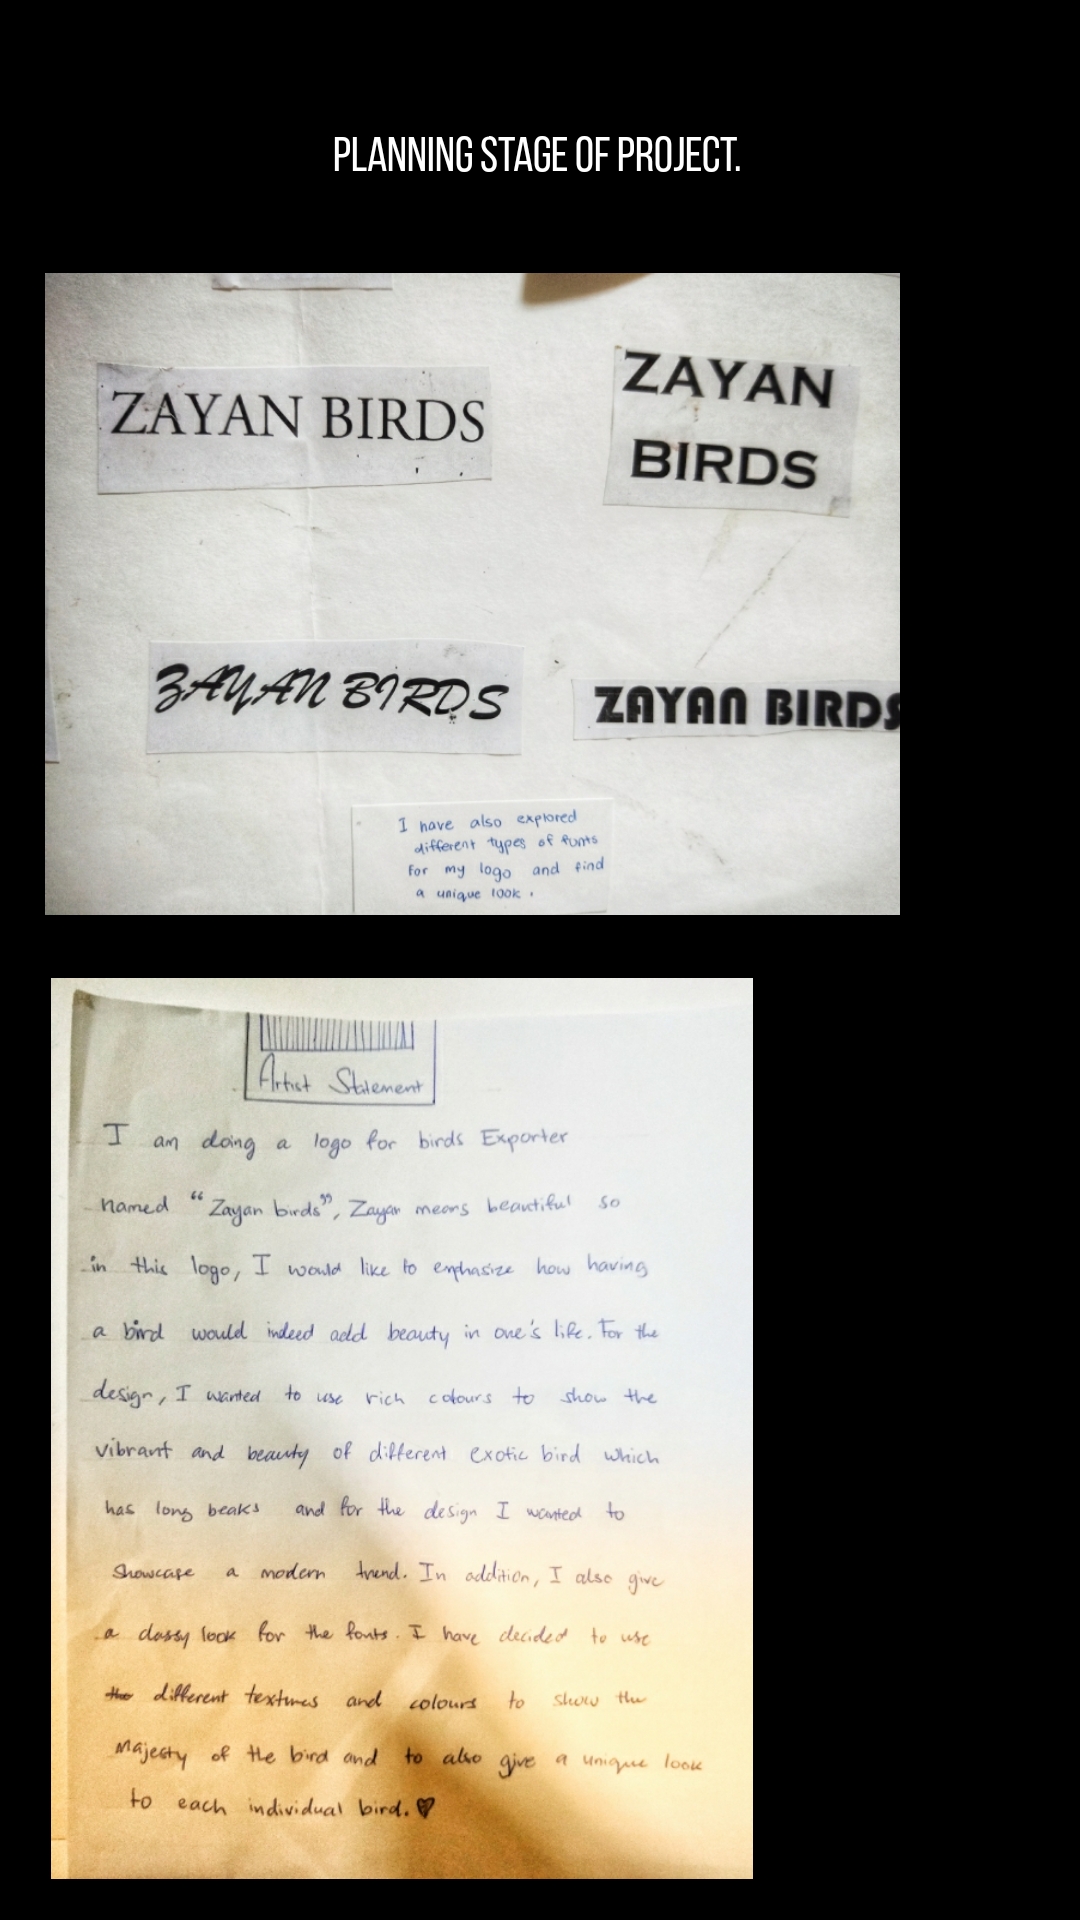 PLANNING STAGE OF PROJECT.
ZAYAN BIRDS
ZAYAN
BIRDS
ZAYAN BIRDS
ZAYAN BIRDS
I have also explored
different types of funts
for my logo and find
a unique look.
Artist Statement
I am doing a logo for birds Exporter
named “Zayan birds”, Zayan means beautiful so
in this logo, I would like to emphasize how having
a bird would indeed add beauty in one's life. For the
design, I wanted to use rich colours to show the
vibrant and beauty of different exotic bird which
has long beaks and for the design I wanted to
showcase a modern trend. In addition, I also give
a classy look for the fonts. I have decided to use
the different textures and colours to show the
majesty of the bird and to also give a unique look
to each individual bird.